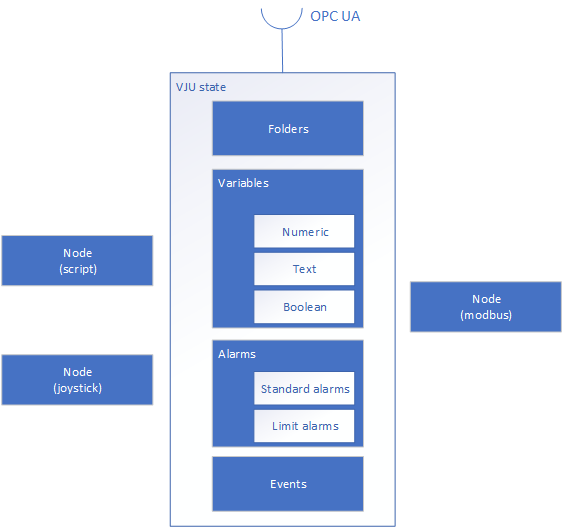 OPC UA
VJU state
Folders
Variables
Numeric
Text
Boolean
Node
(script)
Node
(modbus)
Node
(joystick)
Alarms
Standard alarms
Limit alarms
Events